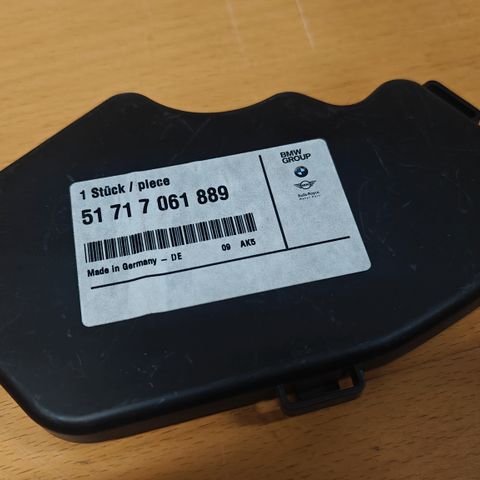 1 Stück / piece
51 71 7 061 889
Made in Germany – DE 09 AK5
BMW
GROUP